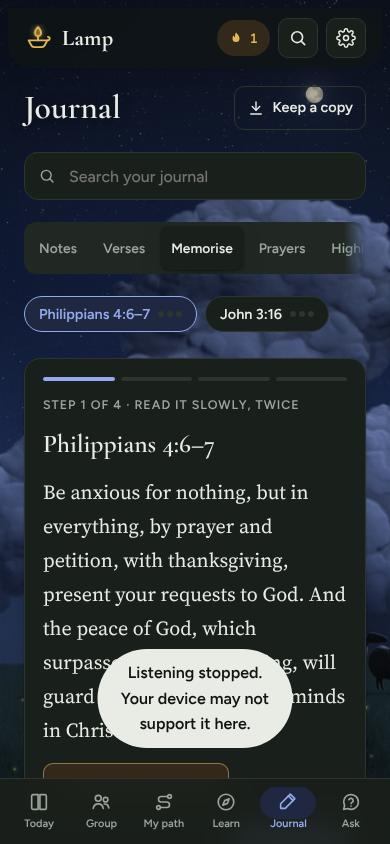 Lamp
1
Journal
Keep a copy
Search your journal
Notes
Verses
Memorise
Prayers
Philippians 4:6–7
John 3:16
STEP 1 OF 4 · READ IT SLOWLY, TWICE
Philippians 4:6–7
Be anxious for nothing, but in
everything, by prayer and
petition, with thanksgiving,
present your requests to God. And
the peace of God, which
will
guard minds
in
Listening stopped.
Your device may not
support it here.
Today
Group
My path
Learn
Journal
Ask